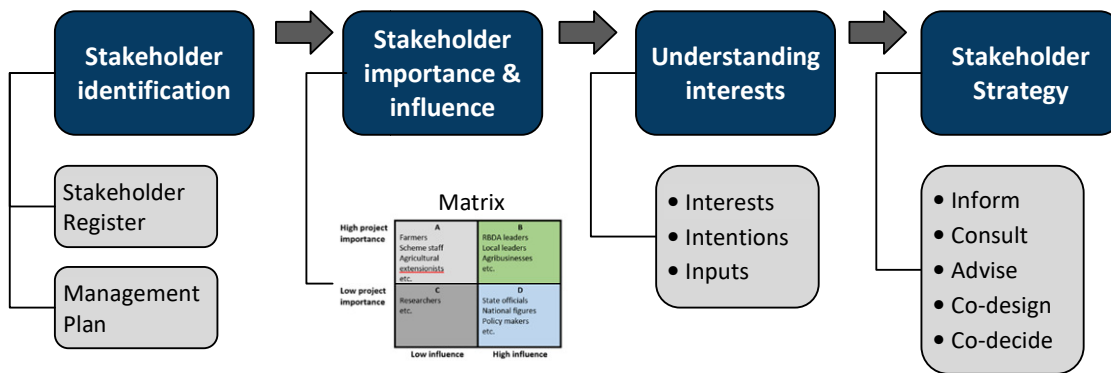 Stakeholder
identification
Stakeholder
Register
Management
Plan
Stakeholder
importance &
influence
Matrix
High project
importance
A
Farmers
Scheme staff
Agricultural
extensionists
etc.
B
RBDA leaders
Local leaders
Agribusinesses
etc.
Low project
importance
C
Researchers
etc.
D
State officials
National figures
Policy makers
etc.
Low influence
High influence
Understanding
interests
• Interests
• Intentions
• Inputs
Stakeholder
Strategy
• Inform
• Consult
• Advise
• Co-design
• Co-decide